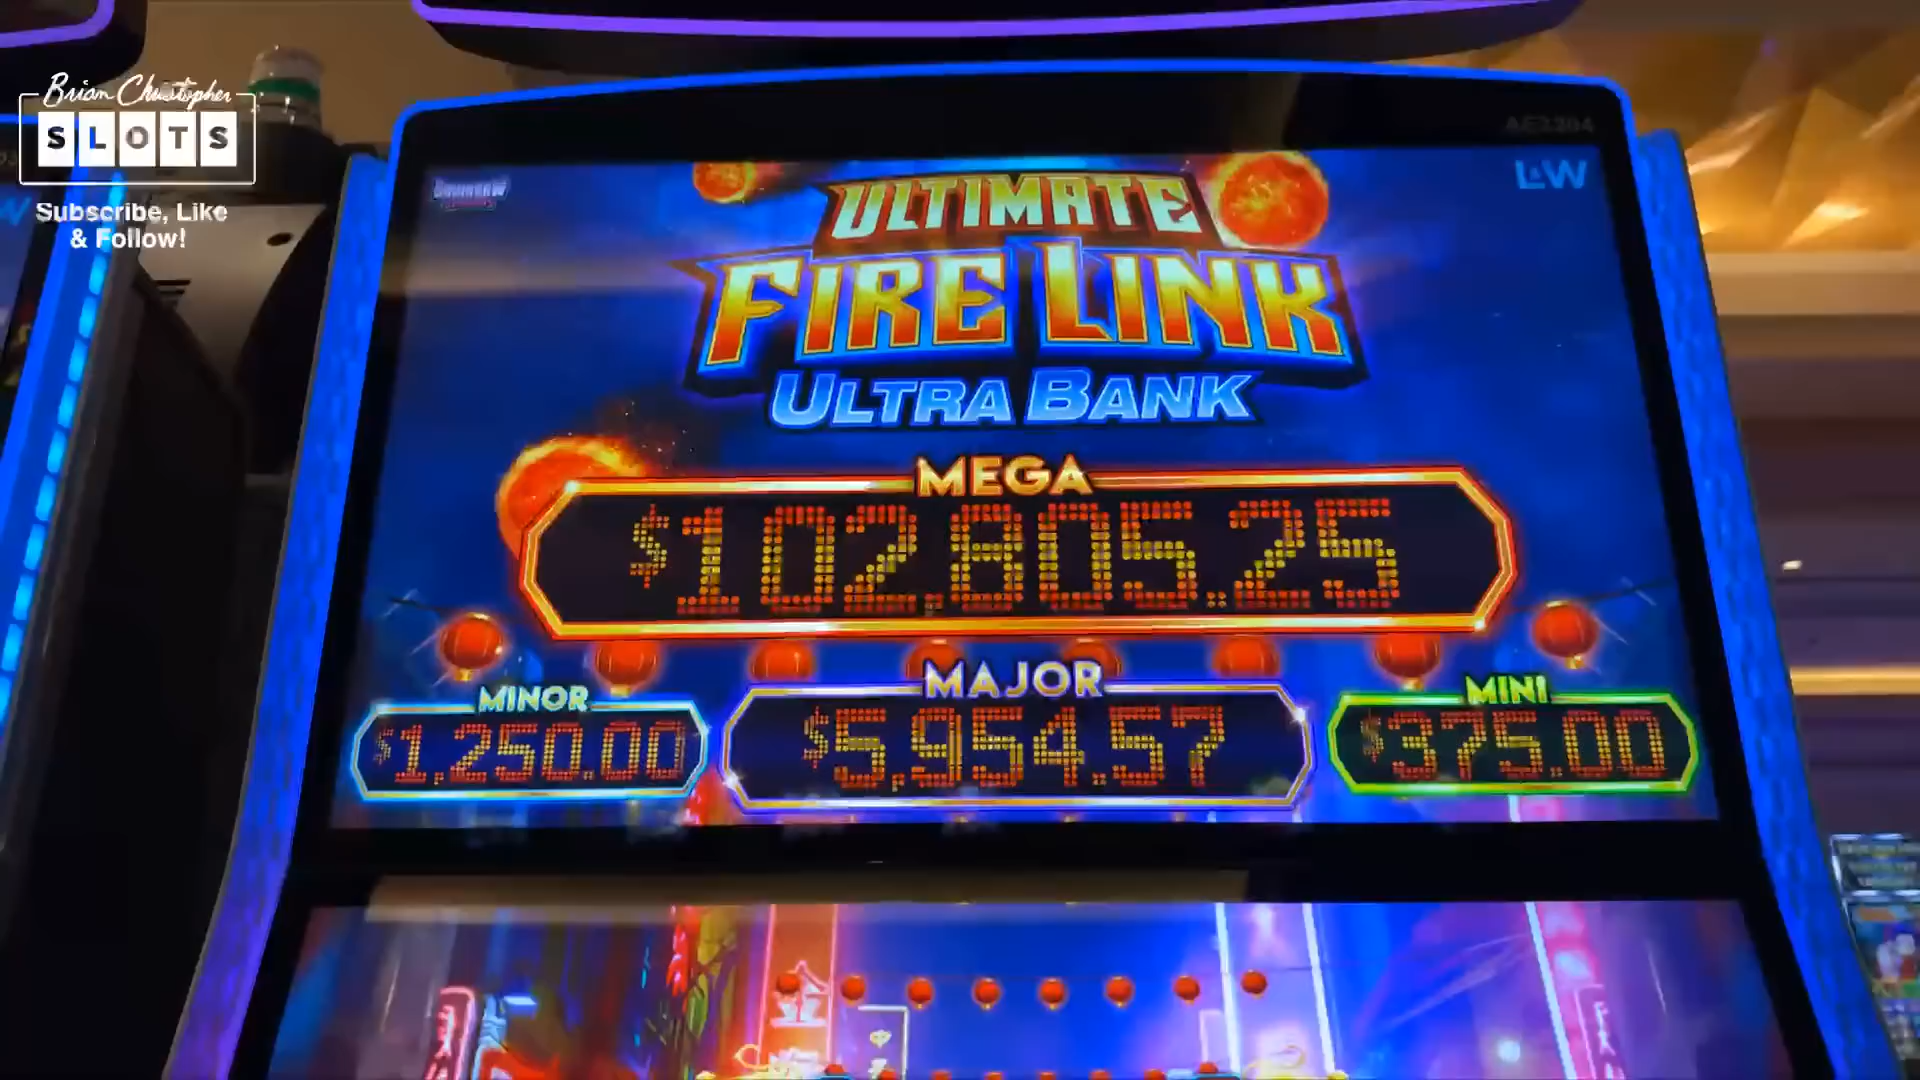 Brian Christopher
SLOTS
Subscribe, Like
& Follow!
L&W
ULTIMATE
FIRE LINK
ULTRA BANK
MEGA
$102,805.25
MINOR
$1,250.00
MAJOR
$5,954.57
MINI
$375.00